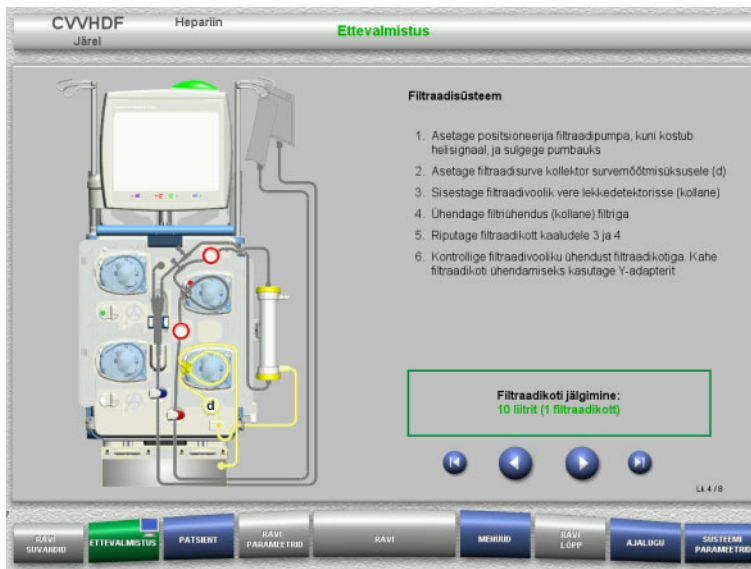 CVVHDF
Hepariin
Järel
Ettevalmistus
Filtraadisüsteem
1. Asetage positsioneerija filtraadipumpa, kuni kostub
helisignaal, ja sulgege pumbauks
2. Asetage filtraadisurve kollektor survemõõtmisüksusele (d)
3. Sisestage filtraadivoolik vere lekkedetektorisse (kollane)
4. Ühendage filtriühendus (kollane) filtriga
5. Riputage filtraadikott kaaludele 3 ja 4
6. Kontrollige filtraadivooliku ühendust filtraadikotiga. Kahe
filtraadikoti ühendamiseks kasutage Y-adapterit
d
Filtraadikoti jälgimine:
10 liitrit (1 filtraadikott)
Lk 4 / 8
RAVI
SUVANDID
ETTEVALMISTUS
PATSIENT
RAVI
PARAMEETRID
RAVI
MENÜÜD
RAVI
LÕPP
AJALUGU
SÜSTEEMI
PARAMEETRID